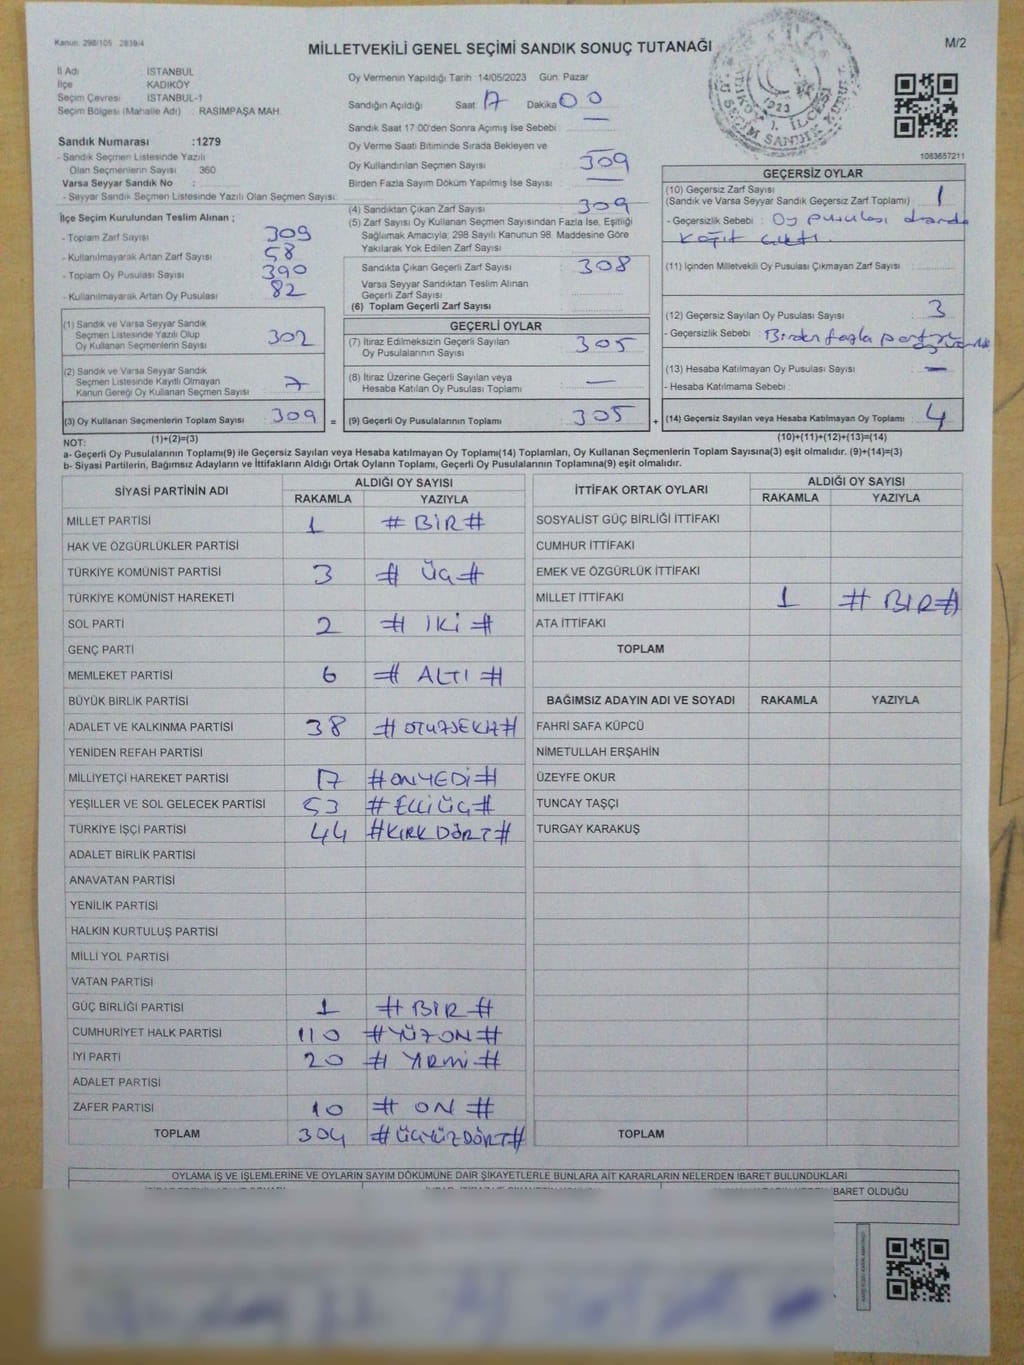 Kanun: 298/105 2839/4
MİLLETVEKİLİ GENEL SEÇİMİ SANDIK SONUÇ TUTANAĞI
M/2
İl Adı : İSTANBUL
İlçe : KADIKÖY
Seçim Çevresi : İSTANBUL-1
Seçim Bölgesi (Mahalle Adı) : RASİMPAŞA MAH.
Sandık Numarası :1279
- Sandık Seçmen Listesinde Yazılı
Olan Seçmenlerin Sayısı : 360
Varsa Seyyar Sandık No :
- Seyyar Sandık Seçmen Listesinde Yazılı Olan Seçmen Sayısı:
İlçe Seçim Kurulundan Teslim Alınan ;
- Toplam Zarf Sayısı : 309
- Kullanılmayarak Artan Zarf Sayısı : 58
- Toplam Oy Pusulası Sayısı : 390
- Kullanılmayarak Artan Oy Pusulası : 82
(1) Sandık ve Varsa Seyyar Sandık
Seçmen Listesinde Yazılı Olup
Oy Kullanan Seçmenlerin Sayısı : 302
(2) Sandık ve Varsa Seyyar Sandık
Seçmen Listesinde Kayıtlı Olmayan
Kanun Gereği Oy Kullanan Seçmen Sayısı : 7
(3) Oy Kullanan Seçmenlerin Toplam Sayısı : 309 =
(1)+(2)=(3)
Oy Vermenin Yapıldığı Tarih : 14/05/2023 Gün: Pazar
Sandığın Açıldığı Saat 17 Dakika 00
Sandık Saat 17:00'den Sonra Açımış İse Sebebi :
Oy Verme Saati Bitiminde Sırada Bekleyen ve
Oy Kullandırılan Seçmen Sayısı : 309
Birden Fazla Sayım Döküm Yapılmış İse Sayısı :
(4) Sandıktan Çıkan Zarf Sayısı : 309
(5) Zarf Sayısı Oy Kullanan Seçmen Sayısından Fazla İse, Eşitliği
Sağlamak Amacıyla; 298 Sayılı Kanunun 98. Maddesine Göre
Yakılarak Yok Edilen Zarf Sayısı :
Sandıkta Çıkan Geçerli Zarf Sayısı : 308
Varsa Seyyar Sandıktan Teslim Alınan
Geçerli Zarf Sayısı :
(6) Toplam Geçerli Zarf Sayısı :
GEÇERLİ OYLAR
(7) İtiraz Edilmeksizin Geçerli Sayılan
Oy Pusulalarının Sayısı : 305
(8) İtiraz Üzerine Geçerli Sayılan veya
Hesaba Katılan Oy Pusulası Toplamı : —
(9) Geçerli Oy Pusulalarının Toplamı : 305 +
1083657211
GEÇERSİZ OYLAR
(10) Geçersiz Zarf Sayısı : 1
(Sandık ve Varsa Seyyar Sandık Geçersiz Zarf Toplamı)
- Geçersizlik Sebebi : Oy pusulası
kağıt çıktı.
(11) İçinden Milletvekili Oy Pusulası Çıkmayan Zarf Sayısı :
(12) Geçersiz Sayılan Oy Pusulası Sayısı : 3
- Geçersizlik Sebebi : Birden fazla
(13) Hesaba Katılmayan Oy Pusulası Sayısı : —
- Hesaba Katılmama Sebebi :
(14) Geçersiz Sayılan veya Hesaba Katılmayan Oy Toplamı : 4
(10)+(11)+(12)+(13)=(14)
NOT:
a- Geçerli Oy Pusulalarının Toplamı(9) ile Geçersiz Sayılan veya Hesaba katılmayan Oy Toplamı(14) Toplamları, Oy Kullanan Seçmenlerin Toplam Sayısına(3) eşit olmalıdır. (9)+(14)=(3)
b- Siyasi Partilerin, Bağımsız Adayların ve İttifakların Aldığı Ortak Oyların Toplamı, Geçerli Oy Pusulalarının Toplamına(9) eşit olmalıdır.
SİYASİ PARTİNİN ADI
ALDIĞI OY SAYISI
RAKAMLA YAZIYLA
MİLLET PARTİSİ 1 # BİR #
HAK VE ÖZGÜRLÜKLER PARTİSİ
TÜRKİYE KOMÜNİST PARTİSİ 3 # ÜÇ #
TÜRKİYE KOMÜNİST HAREKETİ
SOL PARTİ 2 # İKİ #
GENÇ PARTİ
MEMLEKET PARTİSİ 6 # ALTI #
BÜYÜK BİRLİK PARTİSİ
ADALET VE KALKINMA PARTİSİ 38 # OTUZSEKİZ #
YENİDEN REFAH PARTİSİ
MİLLİYETÇİ HAREKET PARTİSİ 17 # ONYEDİ #
YEŞİLLER VE SOL GELECEK PARTİSİ 53 # ELLİ ÜÇ #
TÜRKİYE İŞÇİ PARTİSİ 44 # KIRK DÖRT #
ADALET BİRLİK PARTİSİ
ANAVATAN PARTİSİ
YENİLİK PARTİSİ
HALKIN KURTULUŞ PARTİSİ
MİLLİ YOL PARTİSİ
VATAN PARTİSİ
GÜÇ BİRLİĞİ PARTİSİ 1 # BİR #
CUMHURİYET HALK PARTİSİ 110 # YÜZON #
İYİ PARTİ 20 # YİRMİ #
ADALET PARTİSİ
ZAFER PARTİSİ 10 # ON #
TOPLAM 304 # ÜÇYÜZDÖRT #
İTTİFAK ORTAK OYLARI
ALDIĞI OY SAYISI
RAKAMLA YAZIYLA
SOSYALİST GÜÇ BİRLİĞİ İTTİFAKI
CUMHUR İTTİFAKI
EMEK VE ÖZGÜRLÜK İTTİFAKI
MİLLET İTTİFAKI 1 # BIR #
ATA İTTİFAKI
TOPLAM
BAĞIMSIZ ADAYIN ADI VE SOYADI RAKAMLA YAZIYLA
FAHRİ SAFA KÜPCÜ
NİMETULLAH ERŞAHİN
ÜZEYFE OKUR
TUNCAY TAŞÇI
TURGAY KARAKUŞ
TOPLAM
OYLAMA İŞ VE İŞLEMLERİNE VE OYLARIN SAYIM DÖKÜMÜNE DAİR ŞİKAYETLERLE BUNLARA AİT KARARLARIN NELERDEN İBARET BULUNDUKLARI
İBARET OLDUĞU